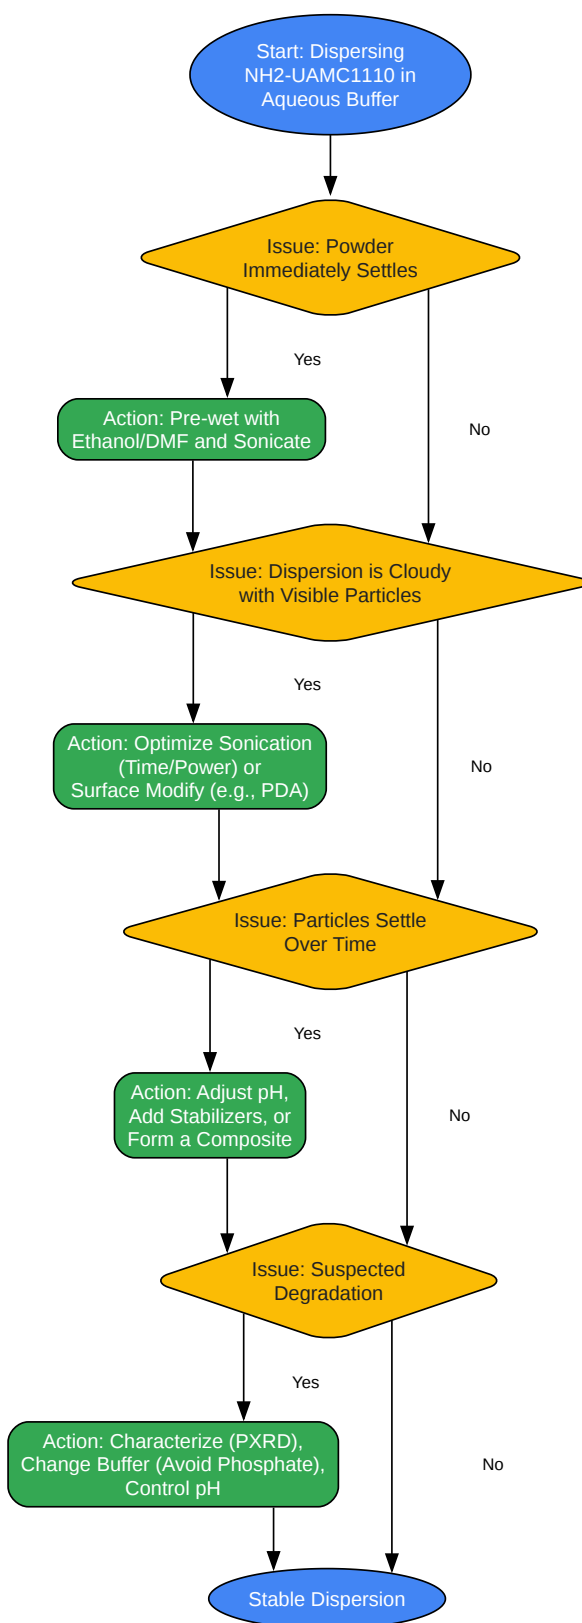 Start: Dispersing
NH2-UAMC1110 in
Aqueous Buffer
Issue: Powder
Immediately Settles
Yes
Action: Pre-wet with
Ethanol/DMF and Sonicate
No
Issue: Dispersion is Cloudy
with Visible Particles
Yes
Action: Optimize Sonication
(Time/Power) or
Surface Modify (e.g., PDA)
No
Issue: Particles Settle
Over Time
Yes
Action: Adjust pH,
Add Stabilizers, or
Form a Composite
No
Issue: Suspected
Degradation
Yes
Action: Characterize (PXRD),
Change Buffer (Avoid Phosphate),
Control pH
No
Stable Dispersion